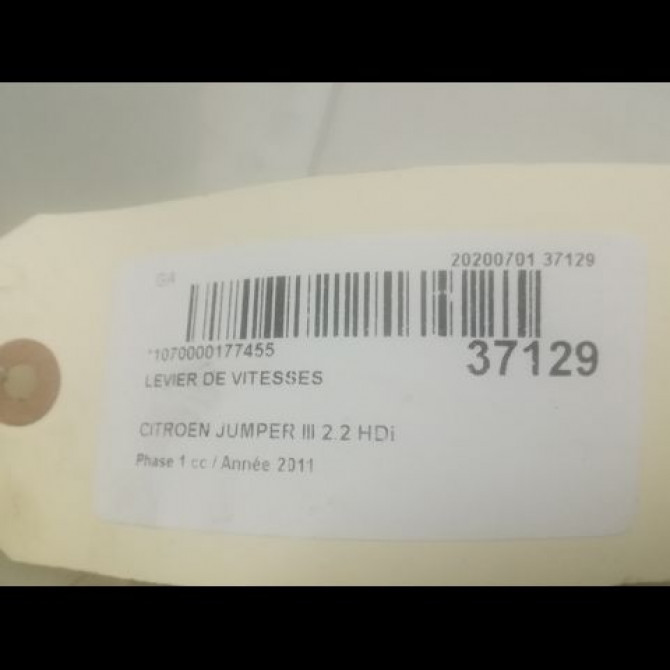 20200701 37129
*1070000177455
37129
LEVIER DE VITESSES
CITROEN JUMPER III 2.2 HDi
Phase 1 cc / Année 2011